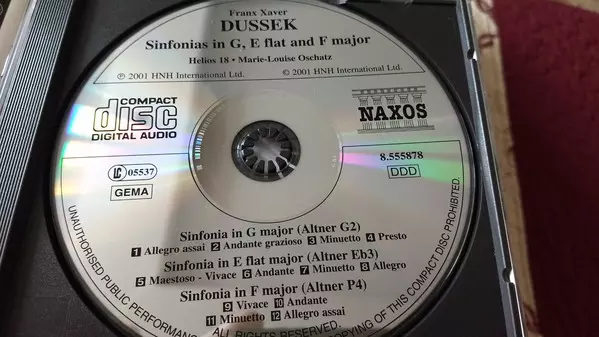 Franx Xaver
DUSSEK
Sinfonias in G, E flat and F major
Helios 18 • Marie-Louise Oschatz
℗ 2001 HNH International Ltd. © 2001 HNH International Ltd.
COMPACT
disc
DIGITAL AUDIO
NAXOS
LC 05537
GEMA
8.555878
DDD
Sinfonia in G major (Altner G2)
1 Allegro assai 2 Andante grazioso 3 Minuetto 4 Presto
Sinfonia in E flat major (Altner Eb3)
5 Maestoso - Vivace 6 Andante 7 Minuetto 8 Allegro
Sinfonia in F major (Altner P4)
9 Vivace 10 Andante
11 Minuetto 12 Allegro assai
UNAUTHORISED PUBLIC PERFORMAN
ALL RIGHTS RESERVED.
COPYING OF THIS COMPACT DISC PROHIBITED.